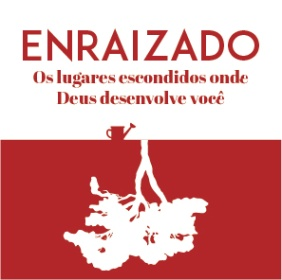 ENRAIZADO
Os lugares escondidos onde
Deus desenvolve você